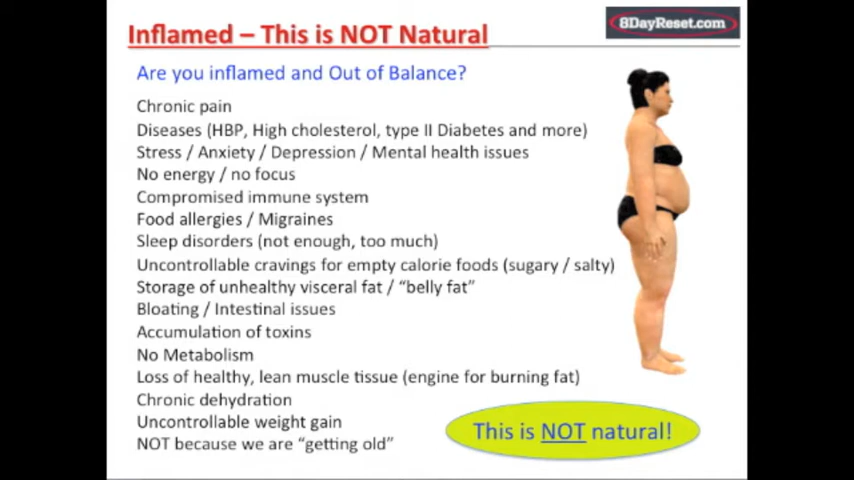 Inflamed – This is NOT Natural
8DayReset.com
Are you inflamed and Out of Balance?
Chronic pain
Diseases (HBP, High cholesterol, type II Diabetes and more)
Stress / Anxiety / Depression / Mental health issues
No energy / no focus
Compromised immune system
Food allergies / Migraines
Sleep disorders (not enough, too much)
Uncontrollable cravings for empty calorie foods (sugary / salty)
Storage of unhealthy visceral fat / “belly fat”
Bloating / Intestinal issues
Accumulation of toxins
No Metabolism
Loss of healthy, lean muscle tissue (engine for burning fat)
Chronic dehydration
Uncontrollable weight gain
NOT because we are “getting old”
This is NOT natural!